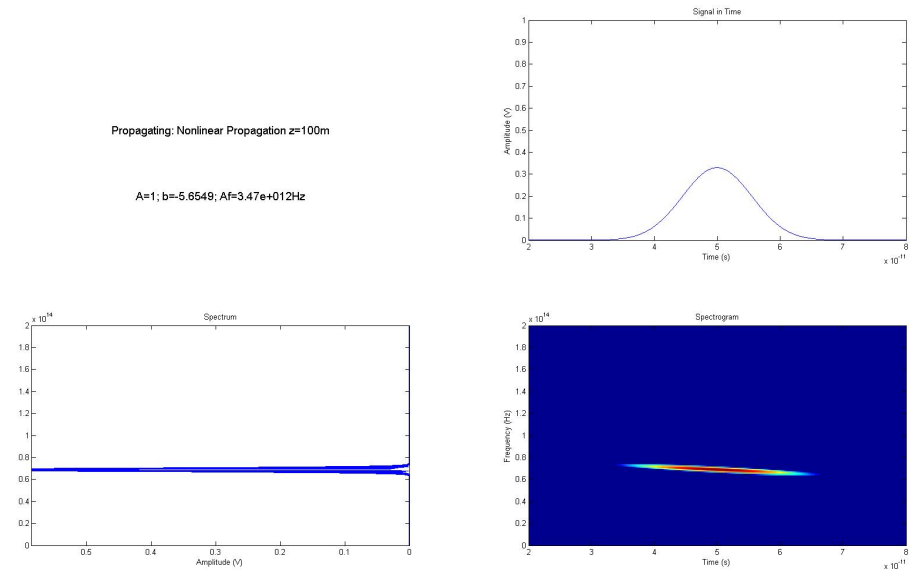 Propagating: Nonlinear Propagation z=100m
A=1; b=-5.6549; Af=3.47e+012Hz
Signal in Time
1
0.9
0.8
0.7
0.6
0.5
0.4
0.3
0.2
0.1
0
Amplitude (V)
2 3 4 5 6 7 8
Time (s)
x 10^-11
Spectrum
x 10^14
2
1.8
1.6
1.4
1.2
1
0.8
0.6
0.4
0.2
0
0.5 0.4 0.3 0.2 0.1 0
Amplitude (V)
Spectrogram
x 10^14
2
1.8
1.6
1.4
1.2
1
0.8
0.6
0.4
0.2
0
Frequency (Hz)
2 3 4 5 6 7 8
Time (s)
x 10^-11